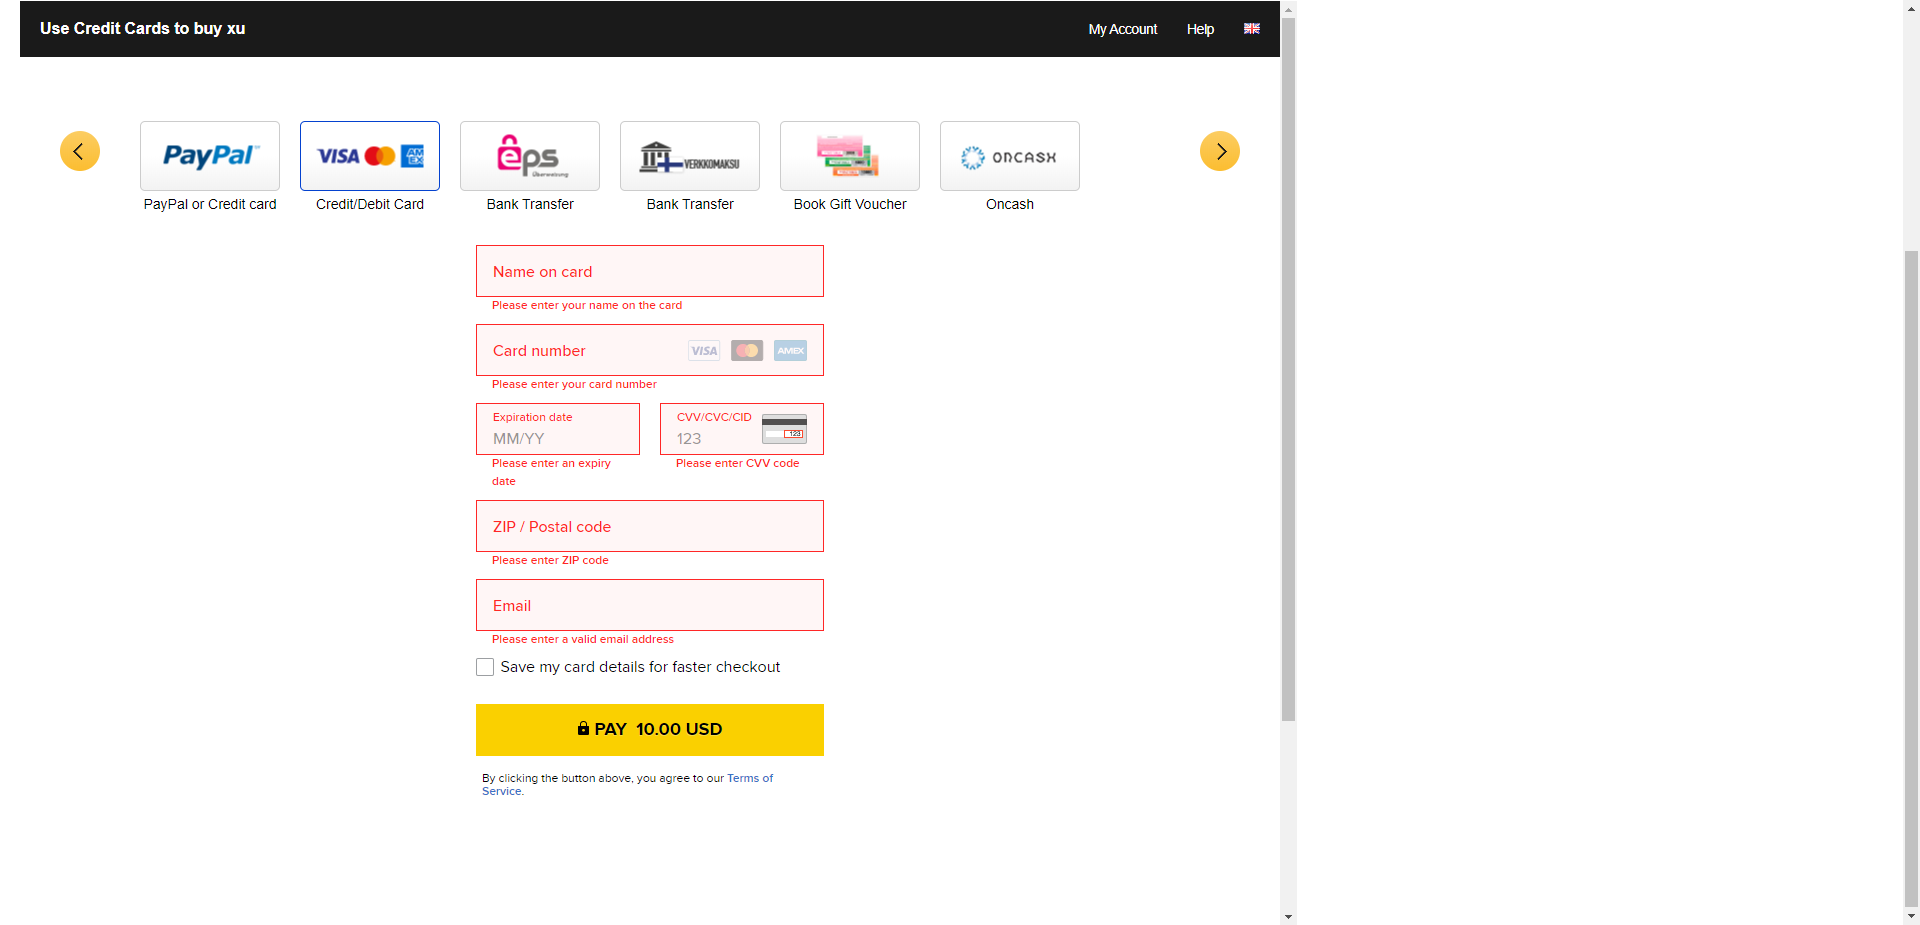 Use Credit Cards to buy xu
My Account Help
PayPal™ VISA AMEX eps Überweisung VERKKOMAKSU ONCASH
PayPal or Credit card Credit/Debit Card Bank Transfer Bank Transfer Book Gift Voucher Oncash
Name on card
Please enter your name on the card
Card number VISA AMEX
Please enter your card number
Expiration date CVV/CVC/CID
MM/YY 123 123
Please enter an expiry date Please enter CVV code
ZIP / Postal code
Please enter ZIP code
Email
Please enter a valid email address
Save my card details for faster checkout
PAY 10.00 USD
By clicking the button above, you agree to our Terms of
Service.